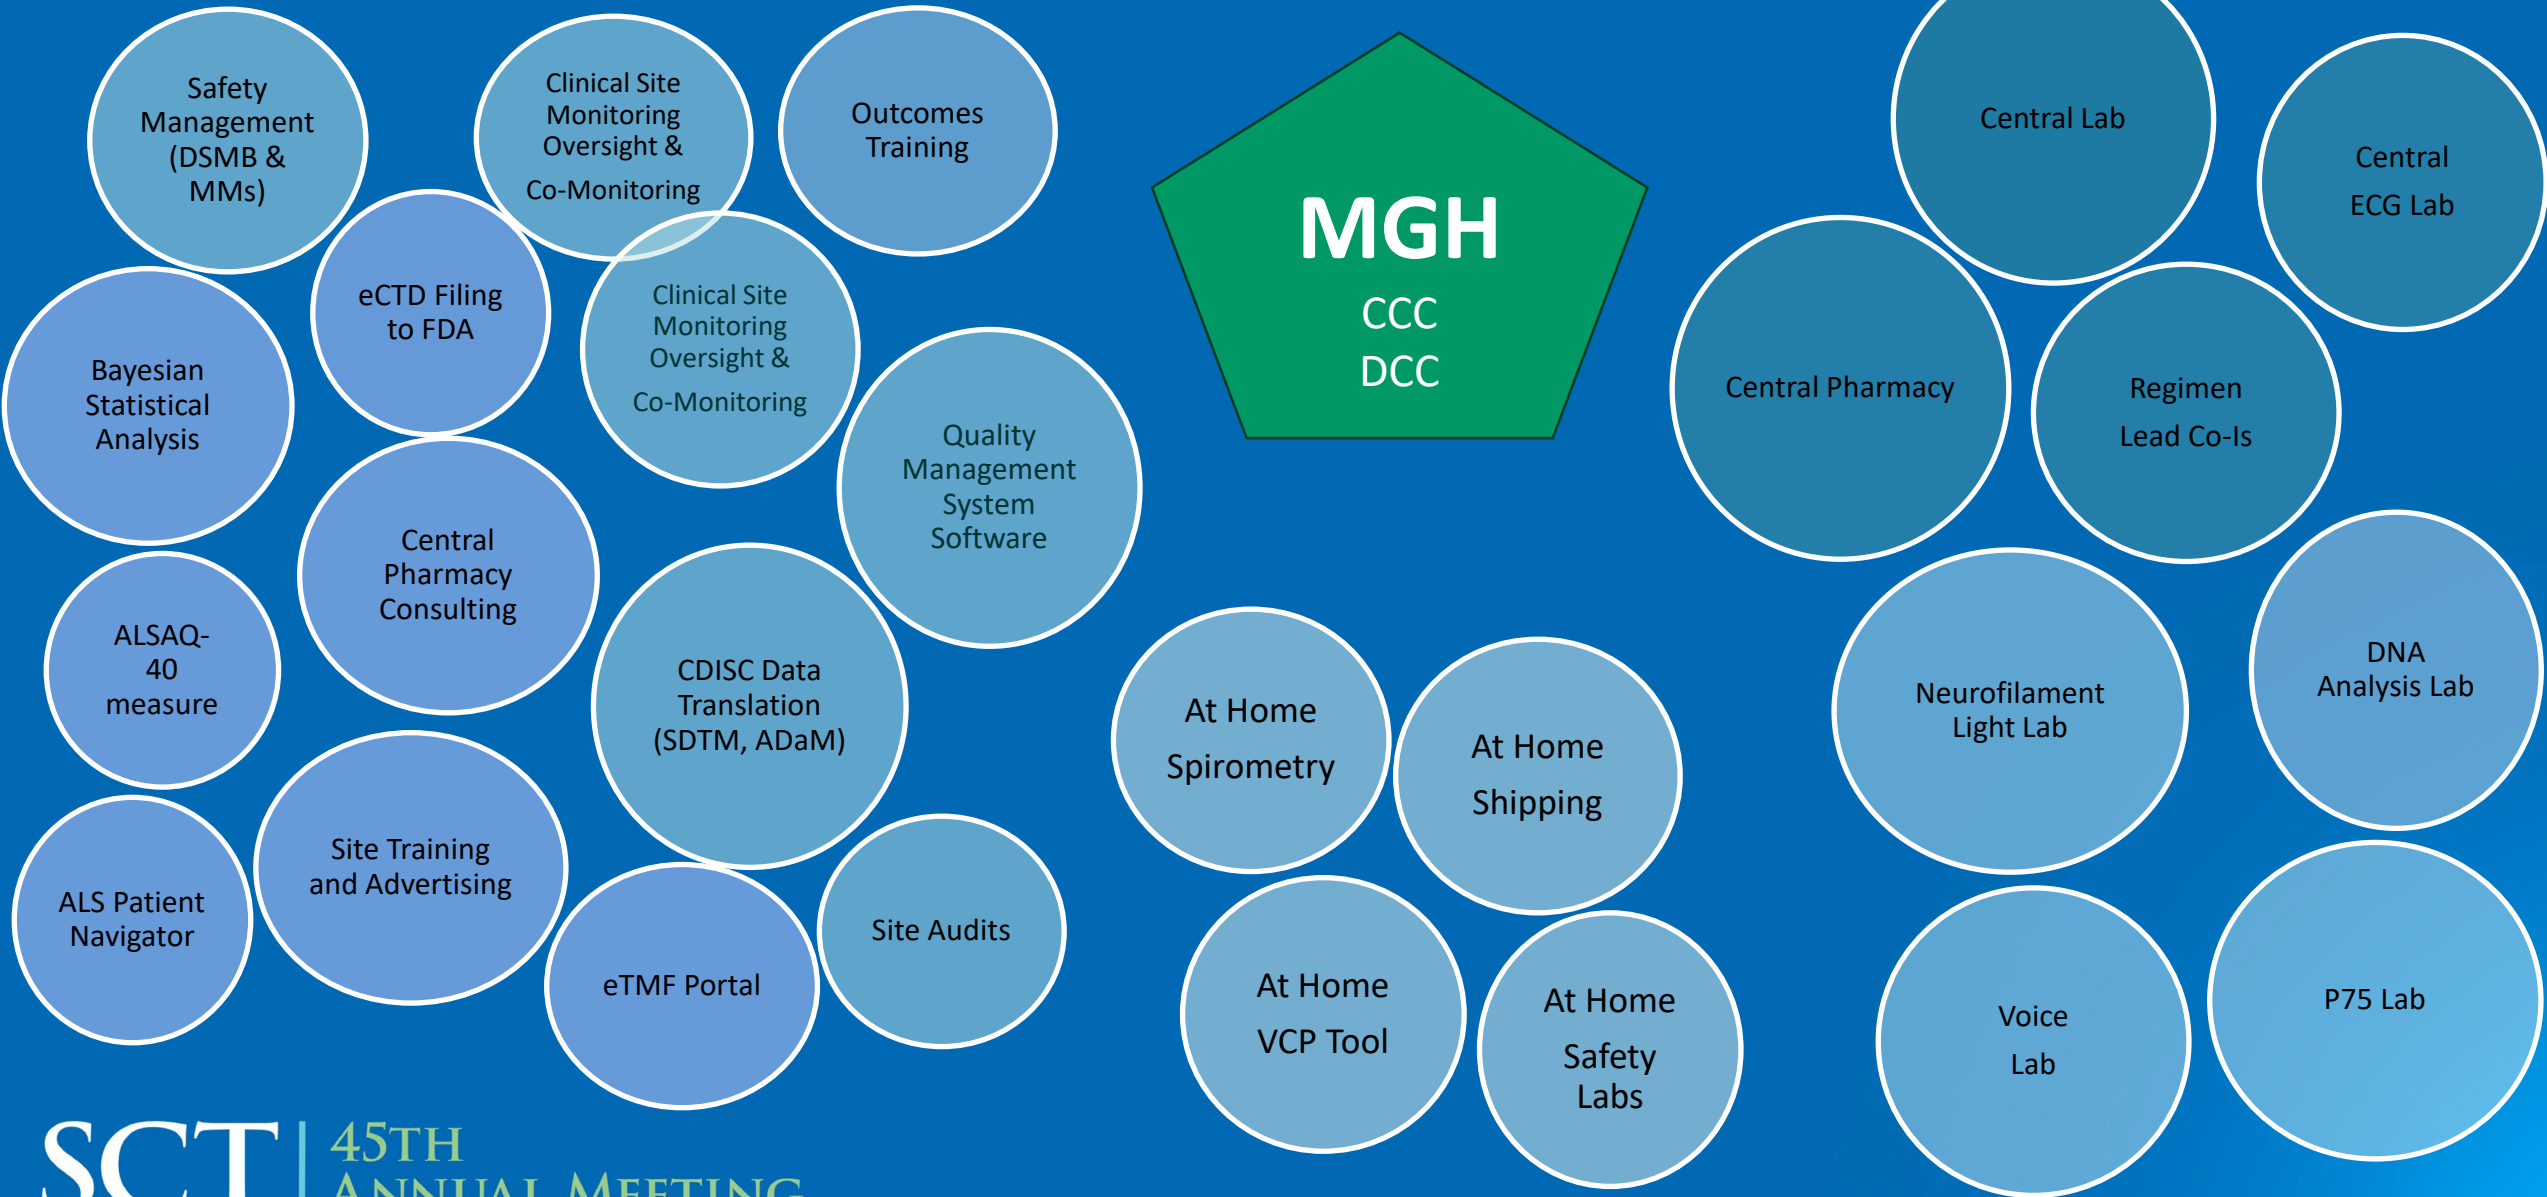 Safety
Management
(DSMB &
MMs)
Clinical Site
Monitoring
Oversight &
Co-Monitoring
Outcomes
Training
eCTD Filing
to FDA
Clinical Site
Monitoring
Oversight &
Co-Monitoring
Bayesian
Statistical
Analysis
Quality
Management
System
Software
Central
Pharmacy
Consulting
ALSAQ-
40
measure
CDISC Data
Translation
(SDTM, ADaM)
Site Training
and Advertising
ALS Patient
Navigator
eTMF Portal
Site Audits
MGH
CCC
DCC
At Home
Spirometry
At Home
Shipping
At Home
VCP Tool
At Home
Safety
Labs
Central Lab
Central
ECG Lab
Central Pharmacy
Regimen
Lead Co-Is
Neurofilament
Light Lab
DNA
Analysis Lab
Voice
Lab
P75 Lab
SCT
45TH
ANNUAL MEETING